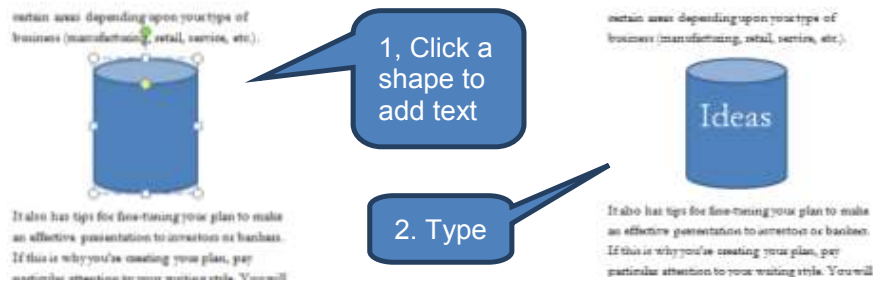 certain areas depending upon your type of
business (manufacturing, retail, service, etc.).
1, Click a
shape to
add text
2. Type
It also has tips for fine-tuning your plan to make
an effective presentation to investors or bankers.
If this is why you're creating your plan, pay
particular attention to your writing style. You will
certain areas depending upon your type of
business (manufacturing, retail, service, etc.).
Ideas
It also has tips for fine-tuning your plan to make
an effective presentation to investors or bankers.
If this is why you're creating your plan, pay
particular attention to your writing style. You will